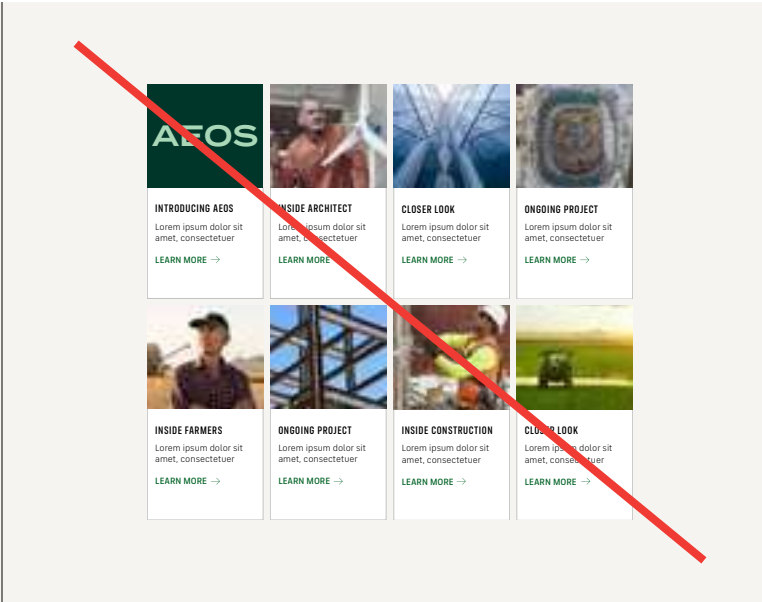 AEOS
INTRODUCING AEOS
Lorem ipsum dolor sit
amet, consectetuer
LEARN MORE →
INSIDE ARCHITECT
Lorem ipsum dolor sit
amet, consectetuer
LEARN MORE
CLOSER LOOK
Lorem ipsum dolor sit
amet, consectetuer
LEARN MORE →
ONGOING PROJECT
Lorem ipsum dolor sit
amet, consectetuer
LEARN MORE →
INSIDE FARMERS
Lorem ipsum dolor sit
amet, consectetuer
LEARN MORE →
ONGOING PROJECT
Lorem ipsum dolor sit
amet, consectetuer
LEARN MORE →
INSIDE CONSTRUCTION
Lorem ipsum dolor sit
amet, consectetuer
LEARN MORE →
CLOSER LOOK
Lorem ipsum dolor sit
amet, consectetuer
LEARN MORE →